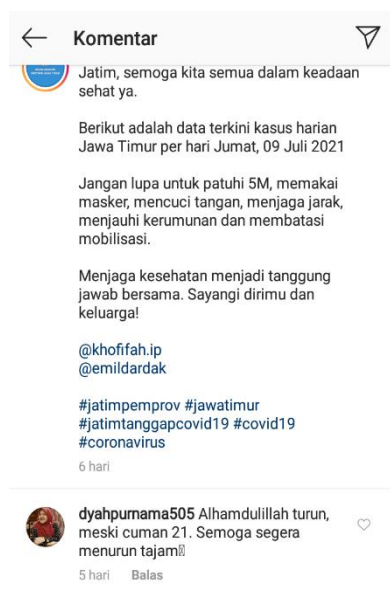 Komentar
Jatim, semoga kita semua dalam keadaan
sehat ya.
Berikut adalah data terkini kasus harian
Jawa Timur per hari Jumat, 09 Juli 2021
Jangan lupa untuk patuhi 5M, memakai
masker, mencuci tangan, menjaga jarak,
menjauhi kerumunan dan membatasi
mobilisasi.
Menjaga kesehatan menjadi tanggung
jawab bersama. Sayangi dirimu dan
keluarga!
@khofifah.ip
@emildardak
#jatimpemprov #jawatimur
#jatimtanggapcovid19 #covid19
#coronavirus
6 hari
dyahpurnama505 Alhamdulillah turun,
meski cuman 21. Semoga segera
menurun tajam
5 hari Balas